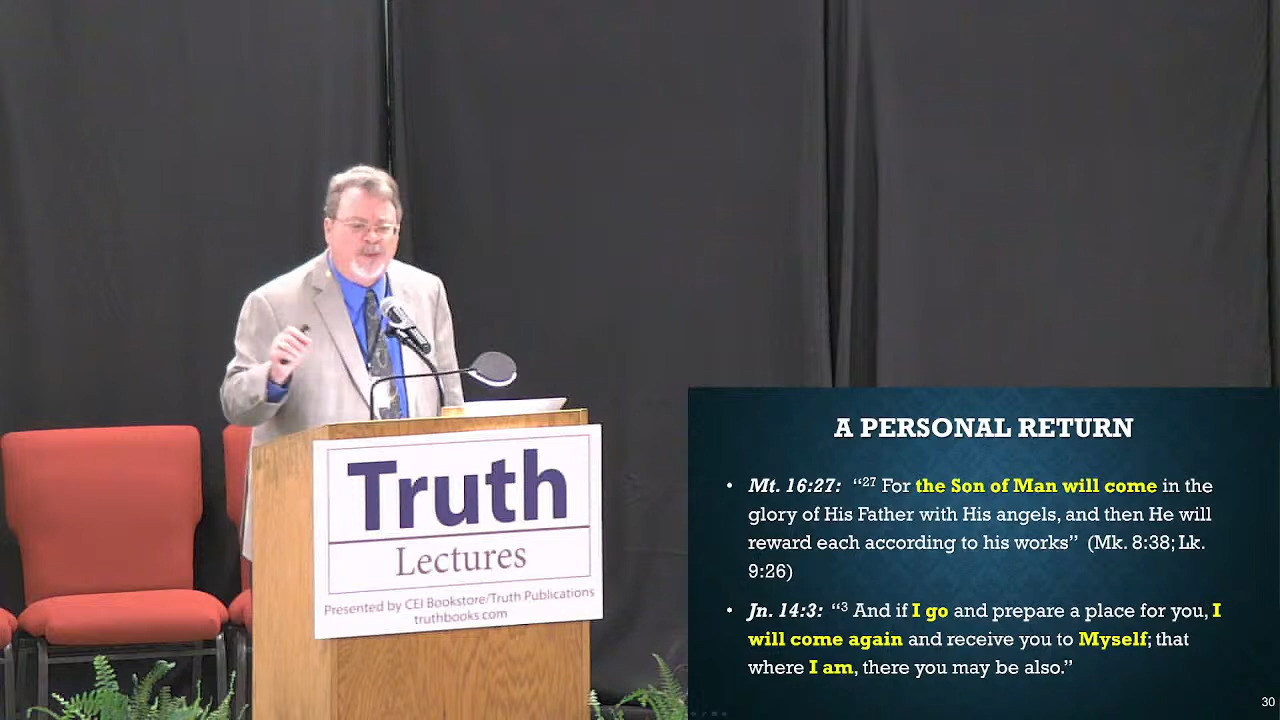 Truth
Lectures
Presented by CEI Bookstore/Truth Publications
truthbooks.com
A PERSONAL RETURN
• Mt. 16:27: “27 For the Son of Man will come in the
glory of His Father with His angels, and then He will
reward each according to his works” (Mk. 8:38; Lk.
9:26)
• Jn. 14:3: “3 And if I go and prepare a place for you, I
will come again and receive you to Myself; that
where I am, there you may be also.”
30